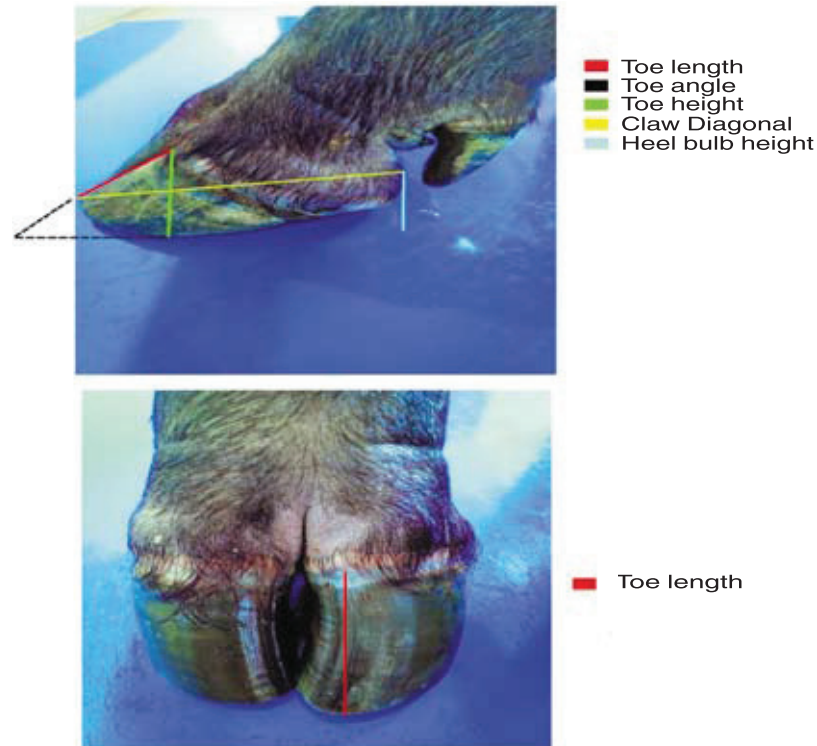 Toe length
Toe angle
Toe height
Claw Diagonal
Heel bulb height
Toe length